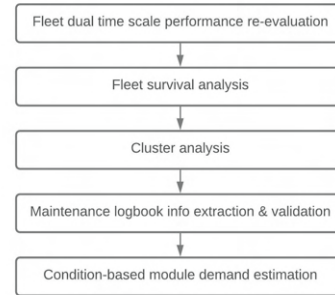 Fleet dual time scale performance re-evaluation
Fleet survival analysis
Cluster analysis
Maintenance logbook info extraction & validation
Condition-based module demand estimation